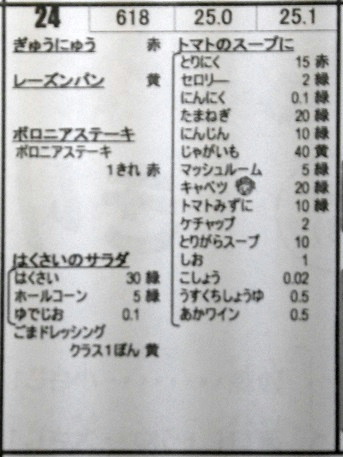 24 618 25.0 25.1
ぎゅうにゅう 赤
レーズンパン 黄
ボロニアステーキ
ボロニアステーキ
1きれ 赤
はくさいのサラダ
はくさい 30 緑
ホールコーン 5 緑
ゆでじお 0.1
ごまドレッシング
クラス1ぽん 黄
トマトのスープに
とりにく 15 赤
セロリー 2 緑
にんにく 0.1 緑
たまねぎ 20 緑
にんじん 10 緑
じゃがいも 40 黄
マッシュルーム 5 緑
キャベツ 20 緑
トマトみずに 10 緑
ケチャップ 2
とりがらスープ 10
しお 1
こしょう 0.02
うすくちしょうゆ 0.5
あかワイン 0.5